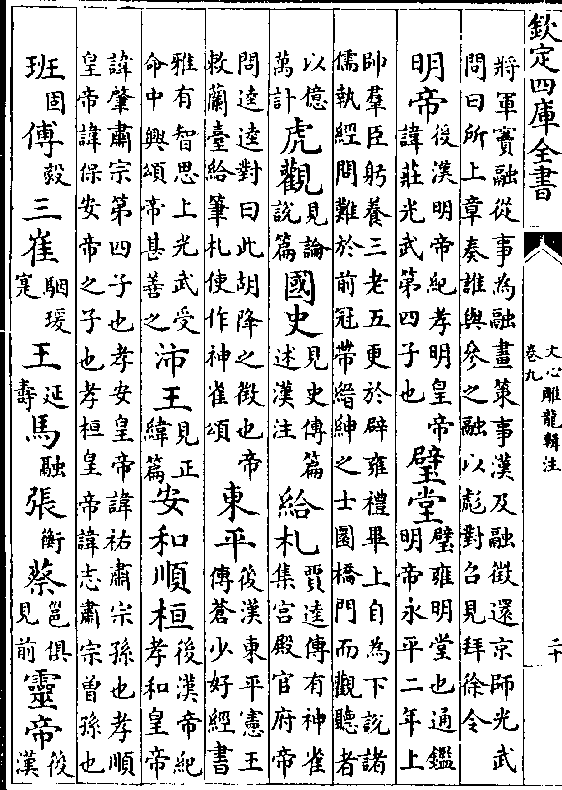 欽定四庫全書
文心雕龍輯注
卷九
二十
將軍竇融從事為融畫策事漢及融徵還京師光武
問曰所上章奏誰與參之融以彪對召見拜徐令
明帝 後漢明帝紀孝明皇帝諱莊光武第四子也 璧堂 璧雍明堂也通鑑明帝永平二年上
帥羣臣躬養三老五更於辟雍禮畢上自為下說諸
儒執經問難於前冠帶縉紳之士圜橋門而觀聽者
以億萬計 虎觀 見論說篇 國史 見史傳篇述漢注 給札 賈逵傳有神雀集宮殿官府帝
問逵逵對曰此胡降之徵也帝敕蘭臺給筆札使作神雀頌 東平 後漢東平憲王傳蒼少好經書
雅有智思上光武受命中興頌帝甚善之 沛王 見正緯篇 安和順桓 後漢帝紀孝和皇帝
諱肇肅宗第四子也孝安皇帝諱祐肅宗孫也孝順
皇帝諱保安帝之子也孝桓皇帝諱志肅宗曾孫也
班固 傅毅 三崔 駰瑗寔 王延壽 馬融 張衡 蔡邕俱見前 靈帝 後漢